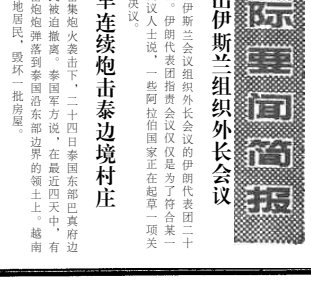 际要闻简报
出伊斯兰组织外长会议
伊斯兰会议组织外长会议的伊朗代表团二十
。伊朗代表团指责会议仅仅是为了符合某一
议人士说，一些阿拉伯国家正在起草一项关
决议。
军连续炮击泰边境村庄
集炮火袭击下，二十四日泰国东部巴真府边
被迫撤离。泰国军方说，在最近四天中，有
炮炮弹落到泰国沿东部边界的领土上。越南
地居民，毁坏一批房屋。